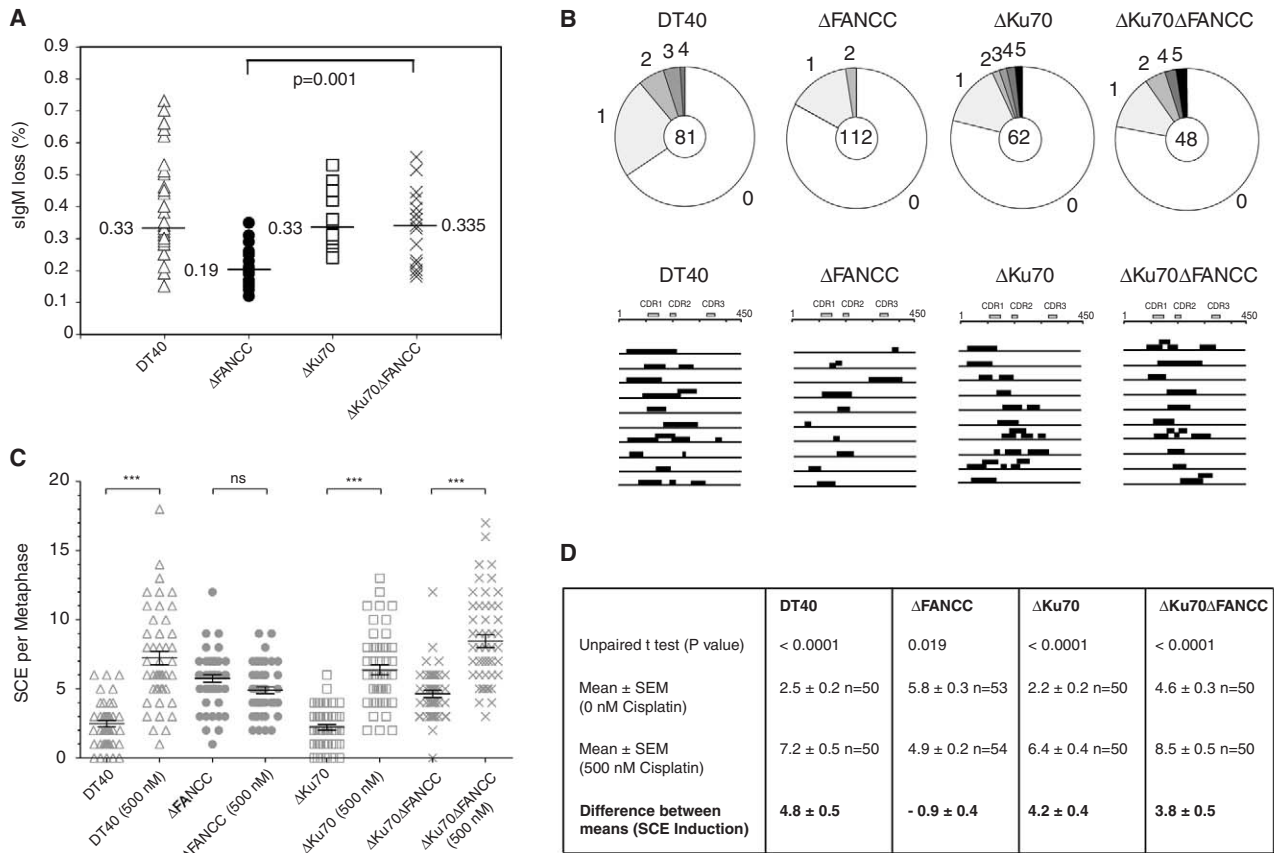 A
0.9
0.8
0.7
0.6
0.5
0.4
0.3
0.2
0.1
0
sIgM loss (%)
p=0.001
0.33
0.19
0.33
0.335
DT40
ΔFANCC
ΔKu70
ΔKu70ΔFANCC
B
DT40
ΔFANCC
ΔKu70
ΔKu70ΔFANCC
1 2 3 4
81
0
1 2
112
0
1 2 3 4 5
62
0
1 2 4 5
48
0
DT40
ΔFANCC
ΔKu70
ΔKu70ΔFANCC
1 CDR1 CDR2 CDR3 450
1 CDR1 CDR2 CDR3 450
1 CDR1 CDR2 CDR3 450
1 CDR1 CDR2 CDR3 450
C
20
15
10
5
0
SCE per Metaphase
***
ns
***
***
DT40
DT40 (500 nM)
ΔFANCC
ΔFANCC (500 nM)
ΔKu70
ΔKu70 (500 nM)
ΔKu70ΔFANCC
ΔKu70ΔFANCC
(500 nM)
D
DT40 ΔFANCC ΔKu70 ΔKu70ΔFANCC
Unpaired t test (P value) < 0.0001 0.019 < 0.0001 < 0.0001
Mean ± SEM 2.5 ± 0.2 n=50 5.8 ± 0.3 n=53 2.2 ± 0.2 n=50 4.6 ± 0.3 n=50
(0 nM Cisplatin)
Mean ± SEM 7.2 ± 0.5 n=50 4.9 ± 0.2 n=54 6.4 ± 0.4 n=50 8.5 ± 0.5 n=50
(500 nM Cisplatin)
Difference between 4.8 ± 0.5 - 0.9 ± 0.4 4.2 ± 0.4 3.8 ± 0.5
means (SCE Induction)